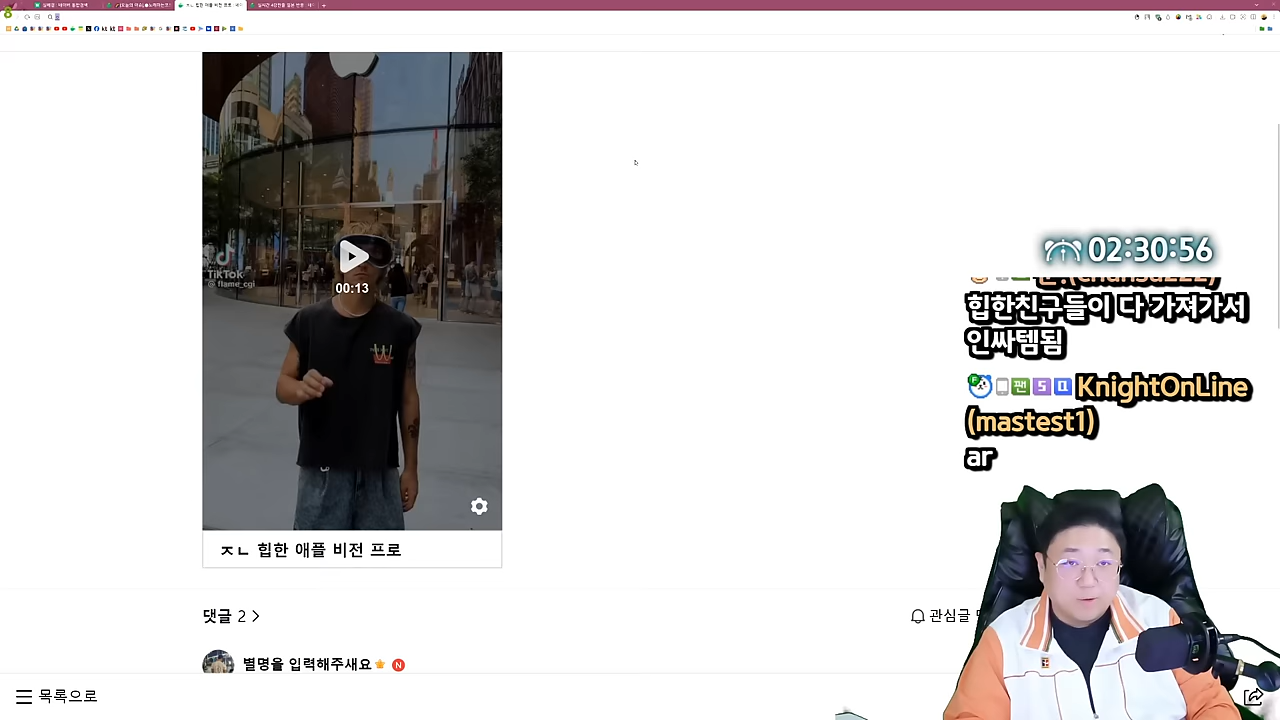 TikTok
@ flame_cgi
00:13
ㅈㄴ 힙한 애플 비전 프로
댓글 2
관심글
별명을 입력해주새요
N
목록으로
02:30:56
힙한친구들이 다 가져가서
인싸템됨
F 팬 5 KnightOnLine
(mastest1)
ar